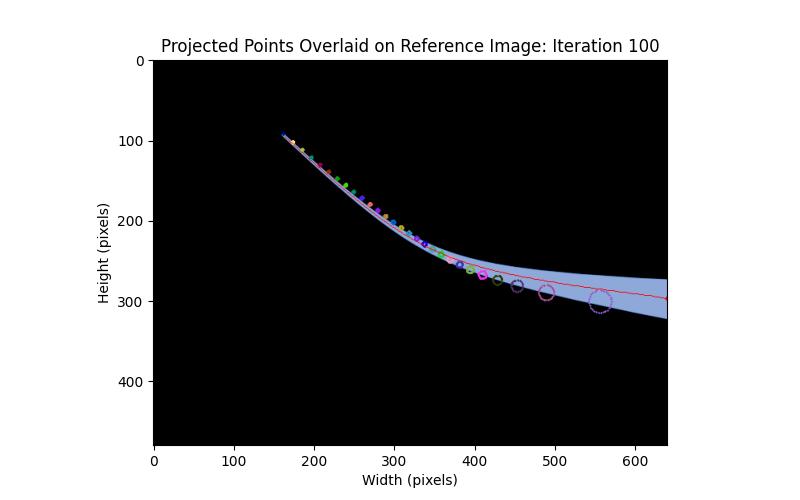 Projected Points Overlaid on Reference Image: Iteration 100
0
100
200
300
400
Height (pixels)
0 100 200 300 400 500 600
Width (pixels)